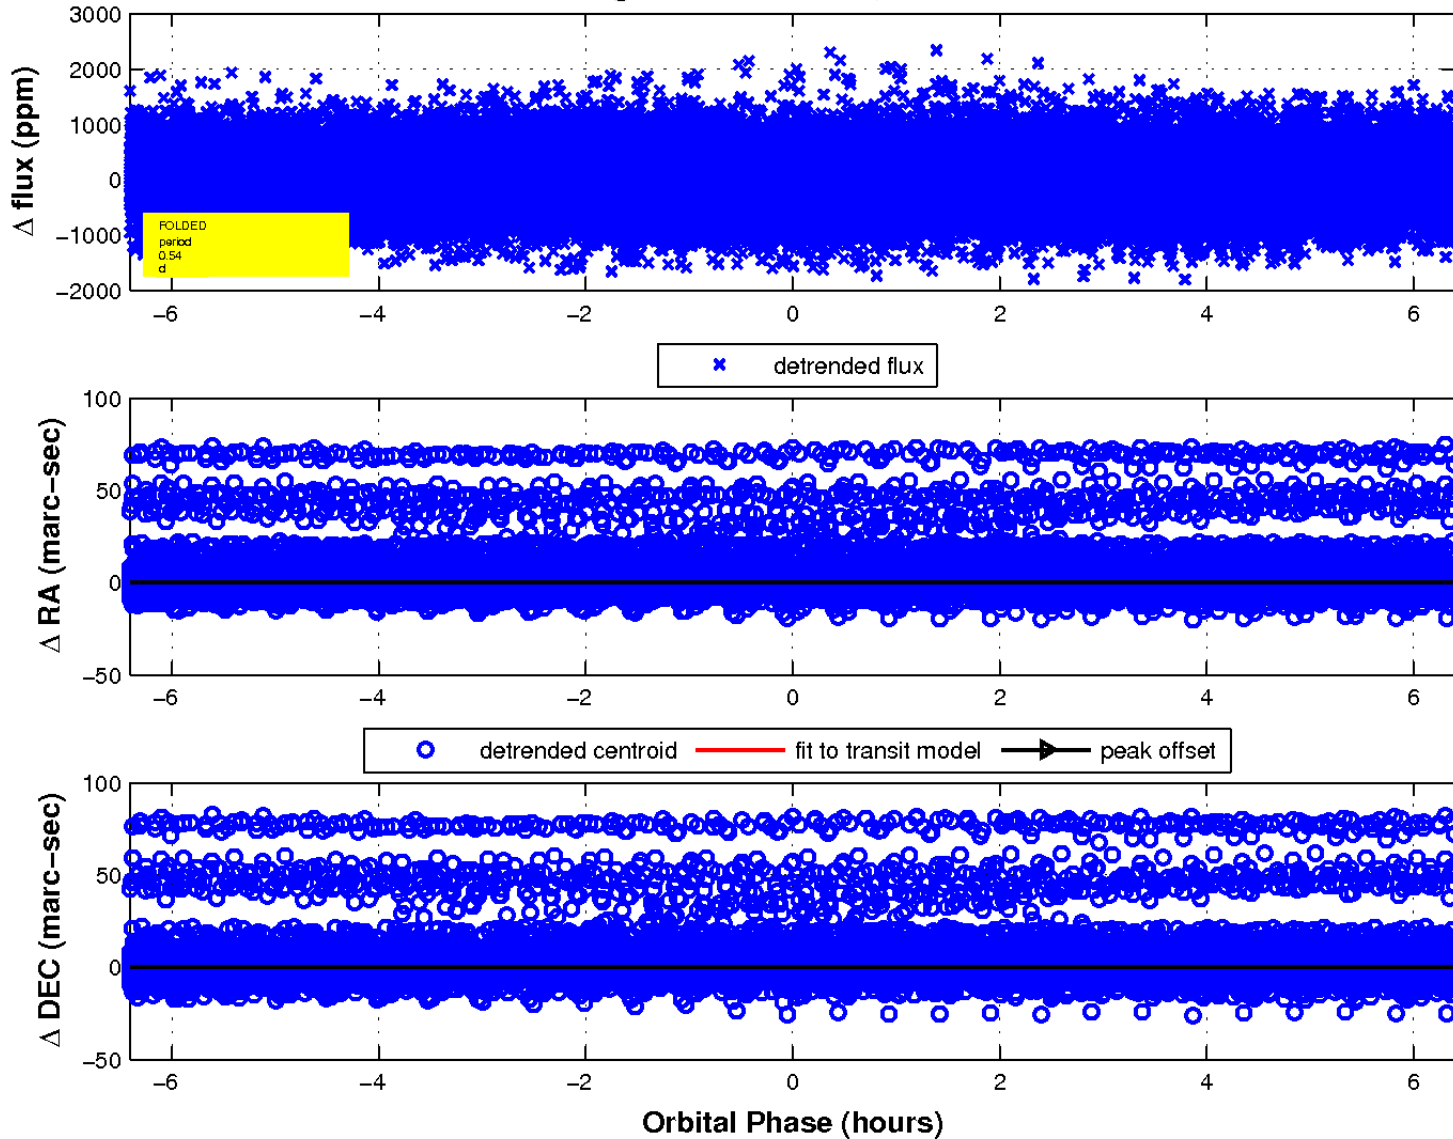 3000
2000
1000
0
−1000
−2000
Δ flux (ppm)
FOLDED
period
0.54
d
−6 −4 −2 0 2 4 6
detrended flux
100
50
0
−50
Δ RA (marc−sec)
−6 −4 −2 0 2 4 6
detrended centroid fit to transit model peak offset
100
50
0
−50
Δ DEC (marc−sec)
−6 −4 −2 0 2 4 6
Orbital Phase (hours)